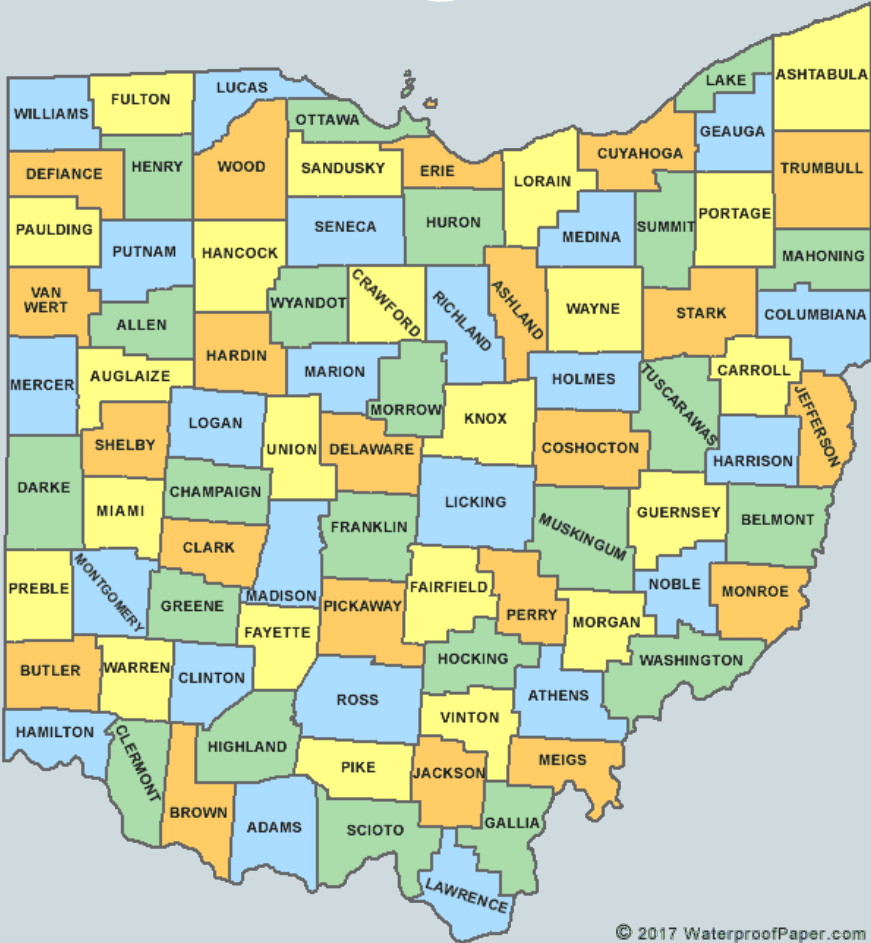 ASHTABULA
LAKE
LUCAS
FULTON
WILLIAMS
OTTAWA
GEAUGA
CUYAHOGA
WOOD
HENRY
SANDUSKY
ERIE
TRUMBULL
DEFIANCE
LORAIN
PORTAGE
PAULDING
HURON
SENECA
SUMMIT
MEDINA
PUTNAM
HANCOCK
MAHONING
VAN
WERT
WYANDOT
CRAWFORD
RICHLAND
ASHLAND
WAYNE
STARK
COLUMBIANA
ALLEN
HARDIN
MARION
CARROLL
AUGLAIZE
MERCER
HOLMES
TUSCARAWAS
MORROW
KNOX
JEFFERSON
LOGAN
SHELBY
UNION
DELAWARE
COSHOCTON
HARRISON
DARKE
CHAMPAIGN
LICKING
MIAMI
GUERNSEY
BELMONT
FRANKLIN
MUSKINGUM
CLARK
PREBLE
MONTGOMERY
MADISON
FAIRFIELD
NOBLE
MONROE
GREENE
PICKAWAY
PERRY
MORGAN
FAYETTE
HOCKING
WASHINGTON
BUTLER
WARREN
CLINTON
ROSS
ATHENS
VINTON
HAMILTON
CLERMONT
HIGHLAND
PIKE
JACKSON
MEIGS
BROWN
ADAMS
SCIOTO
GALLIA
LAWRENCE
© 2017 WaterproofPaper.com